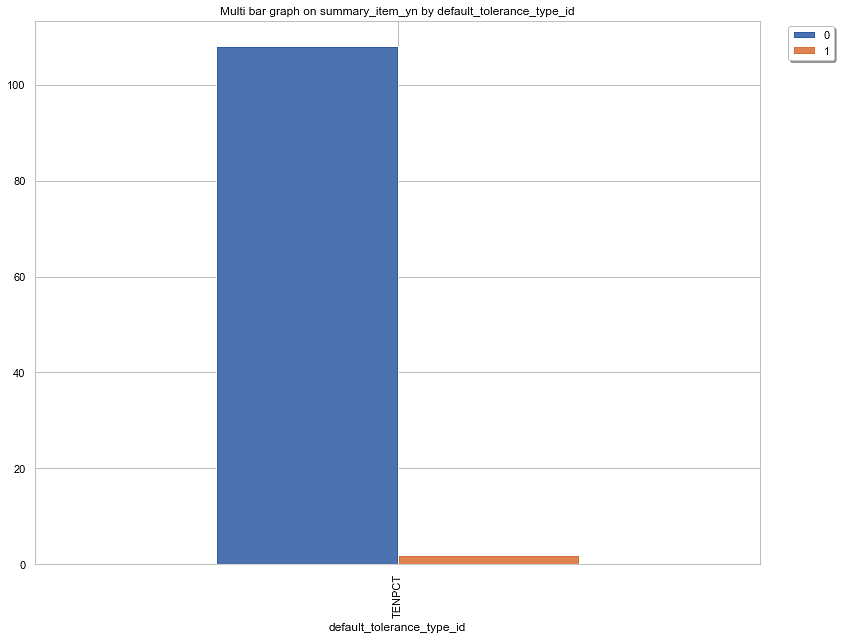 Multi bar graph on summary_item_yn by default_tolerance_type_id
0
1
100
80
60
40
20
0
TENPCT
default_tolerance_type_id